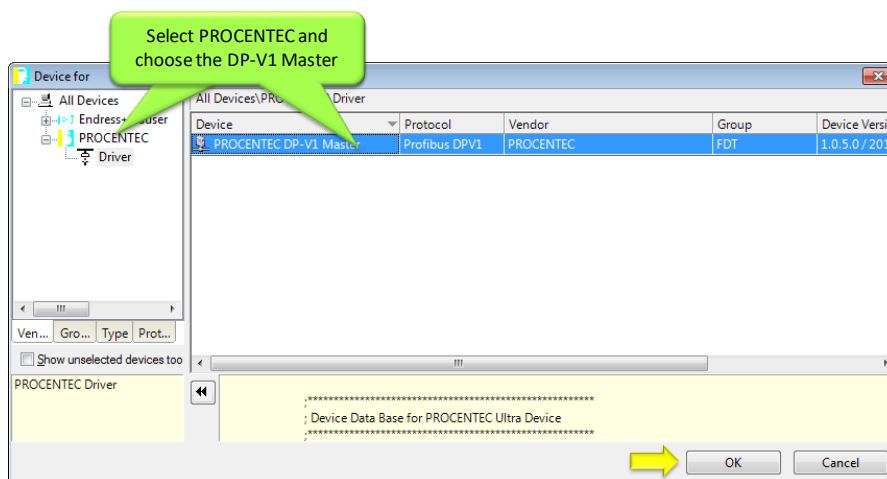 Select PROCENTEC and
choose the DP-V1 Master
Device for
All Devices
Endress+
user
PROCENTEC
Driver
All Devices\PRO
Driver
Device Protocol Vendor Group Device Versi
PROCENTEC DP-V1 Master Profibus DPV1 PROCENTEC FDT 1.0.5.0 / 201
Ven... Gro... Type Prot...
Show unselected devices too
PROCENTEC Driver
;******************************************************
; Device Data Base for PROCENTEC Ultra Device
;******************************************************
OK Cancel